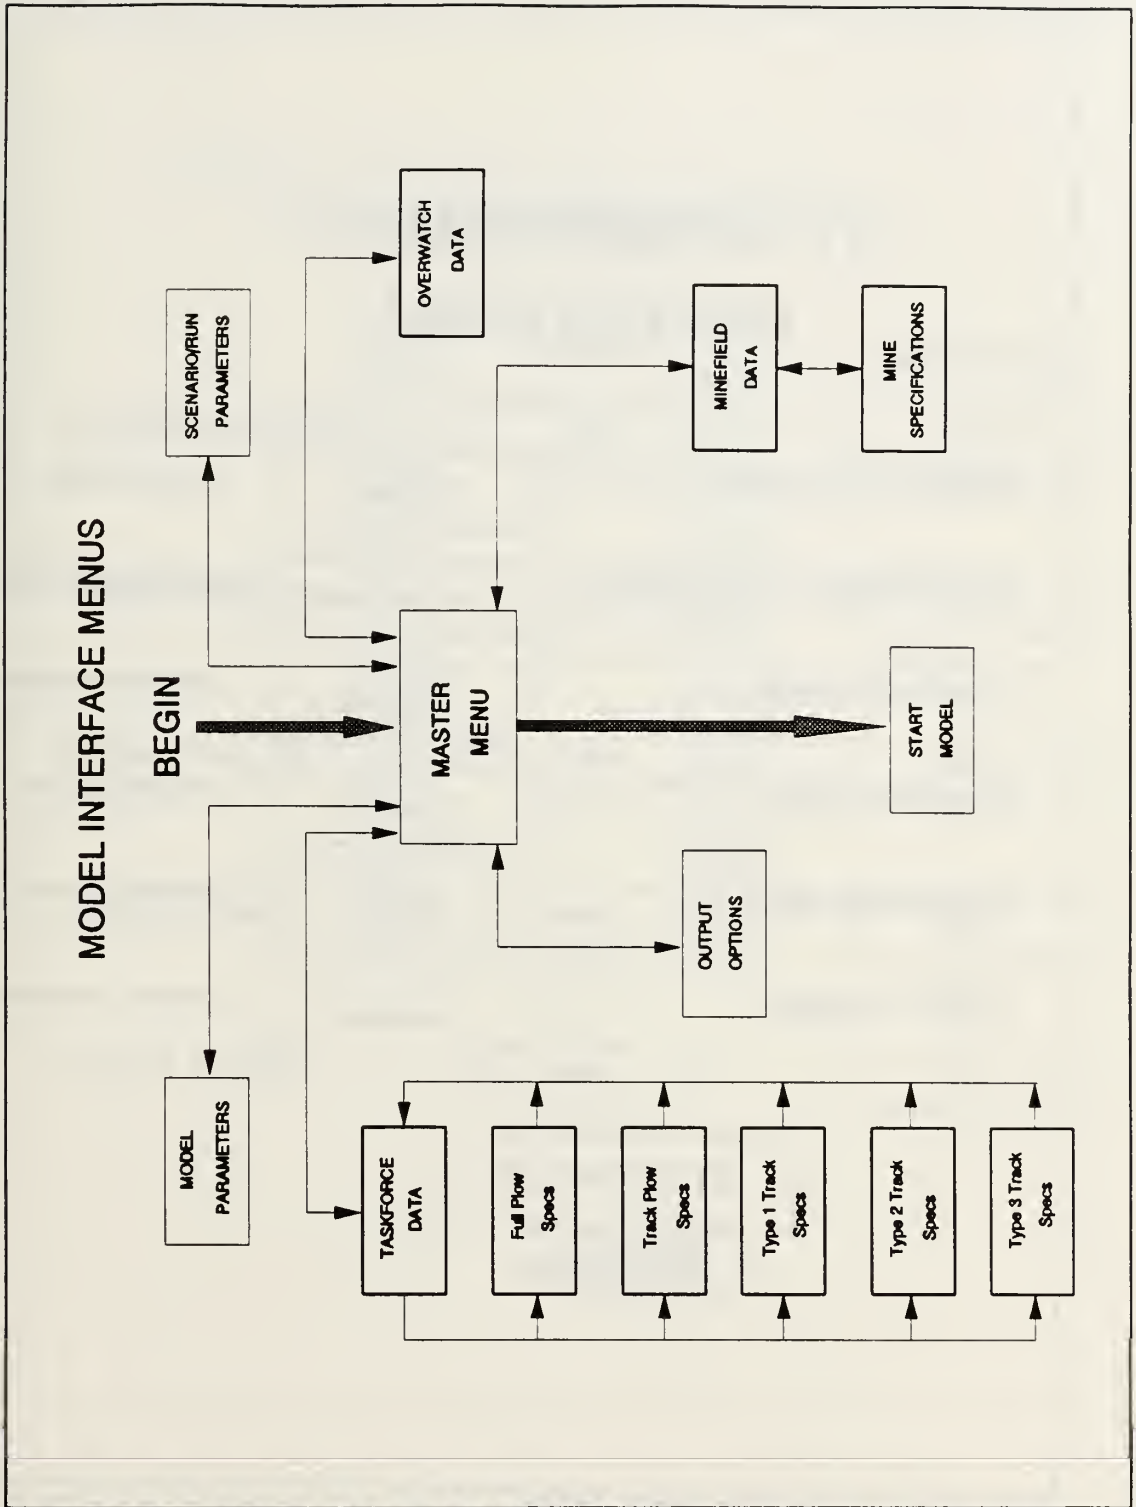 MODEL INTERFACE MENUS
BEGIN
MODEL
PARAMETERS
SCENARIO/RUN
PARAMETERS
TASKFORCE
DATA
MASTER
MENU
OVERWATCH
DATA
Full Plow
Specs
Track Plow
Specs
Type 1 Track
Specs
Type 2 Track
Specs
Type 3 Track
Specs
OUTPUT
OPTIONS
MINEFIELD
DATA
MINE
SPECIFICATIONS
START
MODEL